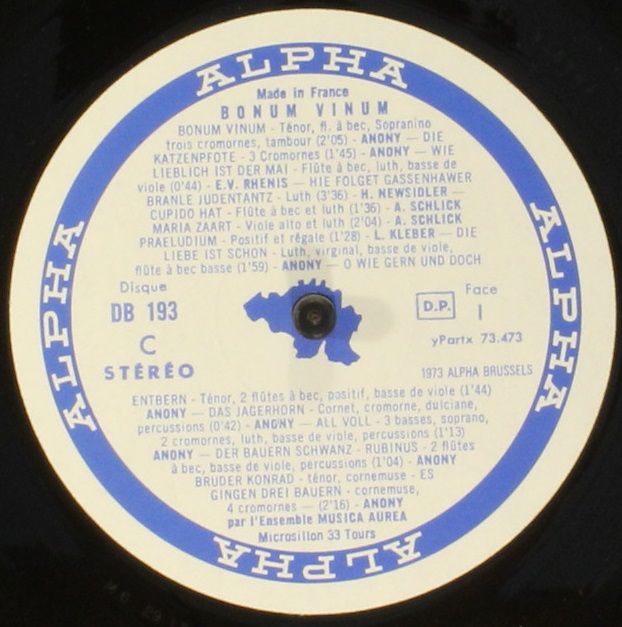 ALPHA
Made in France
BONUM VINUM
BONUM VINUM - Ténor, fl. à bec, Sopranino
trois cromornes, tambour (2'05) - ANONY — DIE
KATZENPFOTE - 3 Cromornes (1'45) - ANONY — WIE
LIEBLICH IST DER MAI - Flûte à bec, luth, basse de
viole (0'44) - E.V. RHENIS — HIE FOLGET GASSENHAWER
BRANLE JUDENTANTZ - Luth (3'36) - H. NEWSIDLER —
CUPIDO HAT - Flûte à bec et luth (1'36) - A. SCHLICK
MARIA ZAART - Viole alto et luth (2'04) - A. SCHLICK
PRAELUDIUM - Positif et régale (1'28) - L. KLEBER — DIE
LIEBE IST SCHON - Luth, virginal, basse de viole,
flûte à bec basse (1'59) - ANONY — O WIE GERN UND DOCH
ALPHA
ALPHA
Disque
DB 193
C
STÉRÉO
D.P.
Face
I
yPartx 73.473
1973 ALPHA BRUSSELS
ENTBERN - Ténor, 2 flûtes à bec, positif, basse de viole (1'44)
ANONY — DAS JAGERHORN - Cornet, cromorne, dulciane,
percussions (0'42) - ANONY — ALL VOLL - 3 basses, soprano,
2 cromornes, luth, basse de viole, percussions (1'13)
ANONY — DER BAUERN SCHWANZ - RUBINUS - 2 flûtes
à bec, basse de viole, percussions (1'04) - ANONY
BRUDER KONRAD - ténor, cornemuse - ES
GINGEN DREI BAUERN - cornemuse,
4 cromornes — (2'16) - ANONY
par l'Ensemble MUSICA AUREA
Microsillon 33 Tours
ALPHA